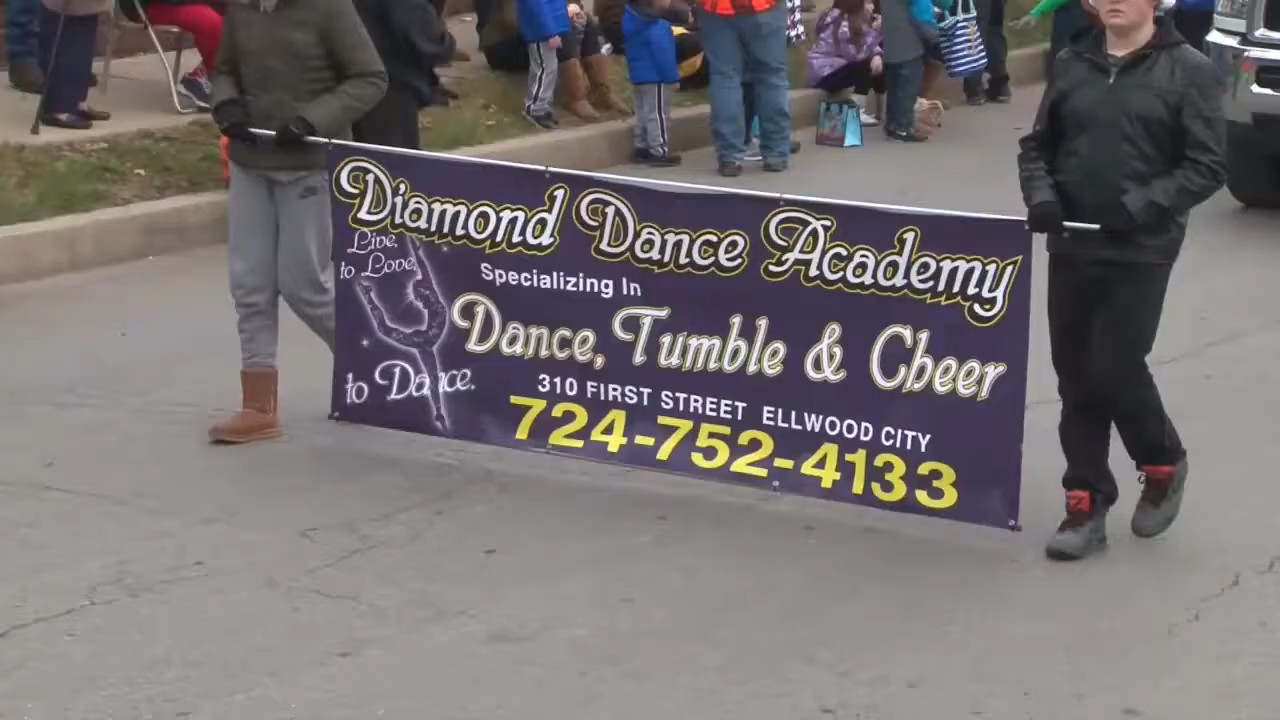 Diamond Dance Academy
Live,
to Love,
to Dance.
Specializing In
Dance, Tumble & Cheer
310 FIRST STREET ELLWOOD CITY
724-752-4133